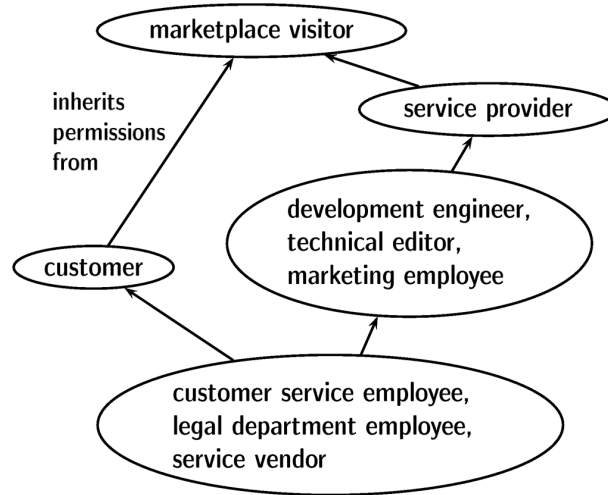 marketplace visitor
inherits
permissions
from
service provider
development engineer,
technical editor,
marketing employee
customer
customer service employee,
legal department employee,
service vendor